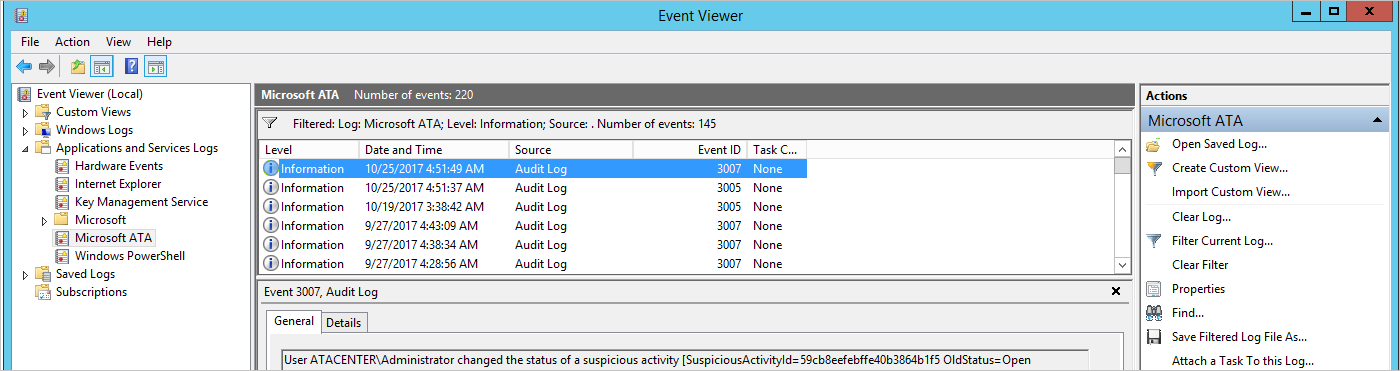 Event Viewer
File Action View Help
Event Viewer (Local)
Custom Views
Windows Logs
Applications and Services Logs
Hardware Events
Internet Explorer
Key Management Service
Microsoft
Microsoft ATA
Windows PowerShell
Saved Logs
Subscriptions
Microsoft ATA Number of events: 220
Filtered: Log: Microsoft ATA; Level: Information; Source: . Number of events: 145
Level Date and Time Source Event ID Task C...
Information 10/25/2017 4:51:49 AM Audit Log 3007 None
Information 10/25/2017 4:51:37 AM Audit Log 3005 None
Information 10/19/2017 3:38:42 AM Audit Log 3005 None
Information 9/27/2017 4:43:09 AM Audit Log 3007 None
Information 9/27/2017 4:38:34 AM Audit Log 3007 None
Information 9/27/2017 4:28:56 AM Audit Log 3007 None
Event 3007, Audit Log
General Details
User ATACENTER\Administrator changed the status of a suspicious activity [SuspiciousActivityId=59cb8eefebffe40b3864b1f5 OldStatus=Open
Actions
Microsoft ATA
Open Saved Log...
Create Custom View...
Import Custom View...
Clear Log...
Filter Current Log...
Clear Filter
Properties
Find...
Save Filtered Log File As...
Attach a Task To this Log...